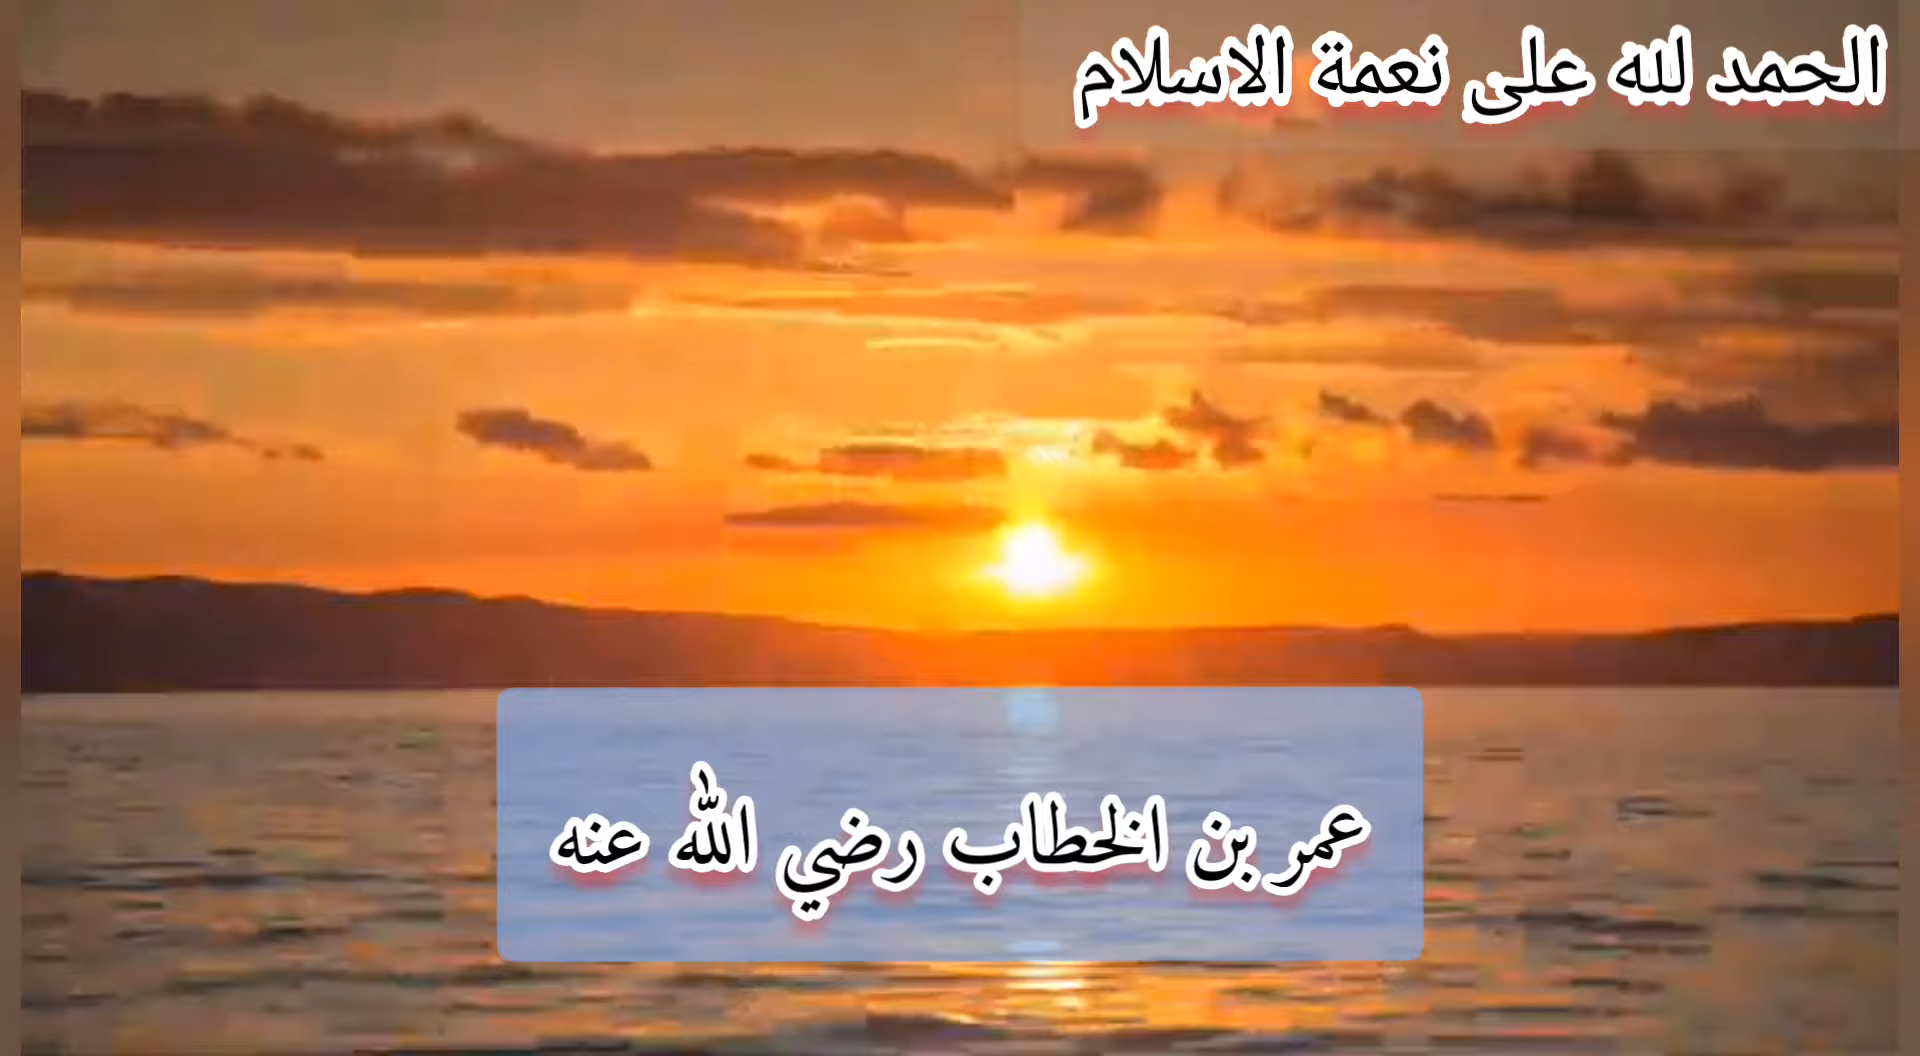 الحمد لله على نعمة الاسلام
عمر بن الخطاب رضي الله عنه